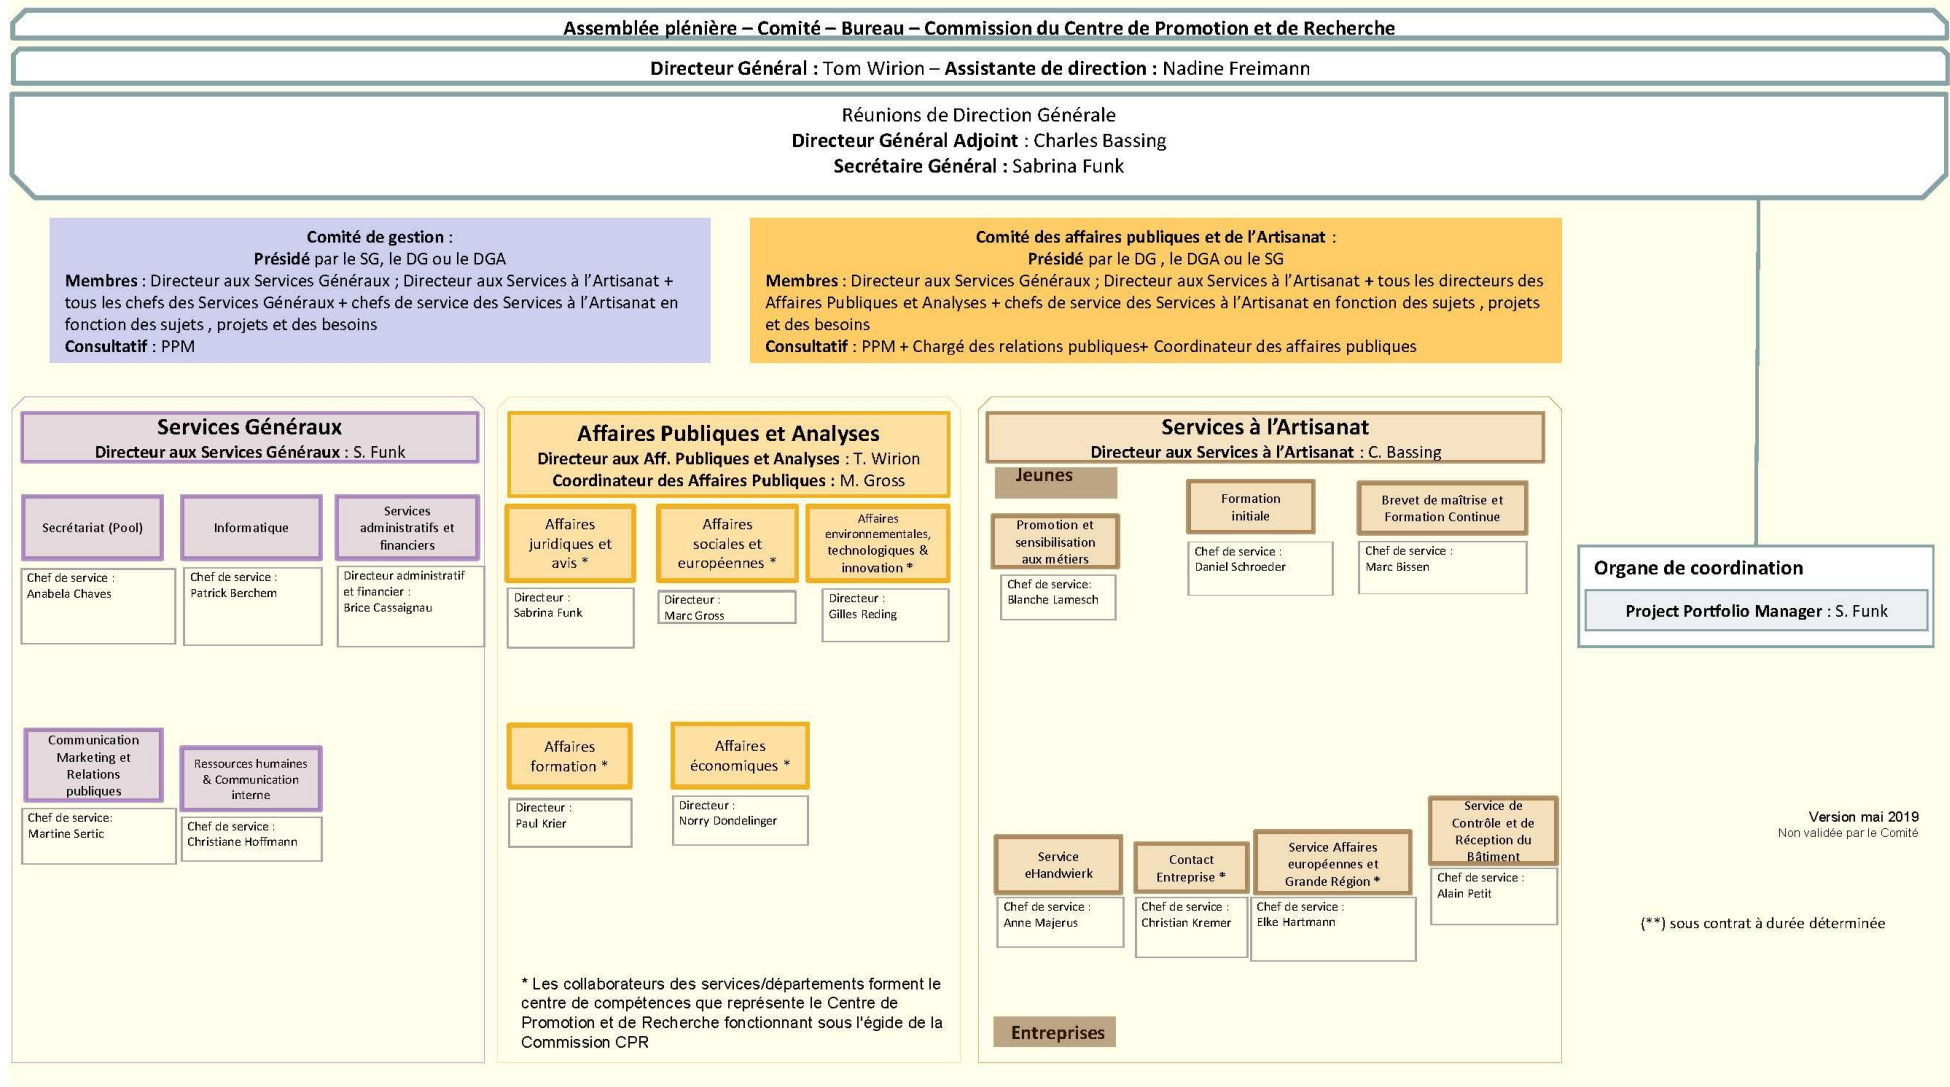 Assemblée plénière – Comité – Bureau – Commission du Centre de Promotion et de Recherche
Directeur Général : Tom Wirion – Assistante de direction : Nadine Freimann
Réunions de Direction Générale
Directeur Général Adjoint : Charles Bassing
Secrétaire Général : Sabrina Funk
Comité de gestion :
Présidé par le SG, le DG ou le DGA
Membres : Directeur aux Services Généraux ; Directeur aux Services à l'Artisanat +
tous les chefs des Services Généraux + chefs de service des Services à l'Artisanat en
fonction des sujets , projets et des besoins
Consultatif : PPM
Comité des affaires publiques et de l'Artisanat :
Présidé par le DG , le DGA ou le SG
Membres : Directeur aux Services Généraux ; Directeur aux Services à l'Artisanat + tous les directeurs des
Affaires Publiques et Analyses + chefs de service des Services à l'Artisanat en fonction des sujets , projets
et des besoins
Consultatif : PPM + Chargé des relations publiques+ Coordinateur des affaires publiques
Services Généraux
Directeur aux Services Généraux : S. Funk
Secrétariat (Pool)
Chef de service :
Anabela Chaves
Informatique
Chef de service :
Patrick Berchem
Services
administratifs et
financiers
Directeur administratif
et financier :
Brice Cassaignau
Communication
Marketing et
Relations
publiques
Chef de service:
Martine Sertic
Ressources humaines
& Communication
interne
Chef de service :
Christiane Hoffmann
Affaires Publiques et Analyses
Directeur aux Aff. Publiques et Analyses : T. Wirion
Coordinateur des Affaires Publiques : M. Gross
Affaires
juridiques et
avis *
Directeur :
Sabrina Funk
Affaires
sociales et
européennes *
Directeur :
Marc Gross
Affaires
environnementales,
technologiques &
innovation *
Directeur :
Gilles Reding
Affaires
formation *
Directeur :
Paul Krier
Affaires
économiques *
Directeur :
Norry Dondelinger
* Les collaborateurs des services/départements forment le
centre de compétences que représente le Centre de
Promotion et de Recherche fonctionnant sous l'égide de la
Commission CPR
Services à l'Artisanat
Directeur aux Services à l'Artisanat : C. Bassing
Jeunes
Promotion et
sensibilisation
aux métiers
Chef de service:
Blanche Lamesch
Formation
initiale
Chef de service :
Daniel Schroeder
Brevet de maîtrise et
Formation Continue
Chef de service :
Marc Bissen
Service
eHandwierk
Chef de service :
Anne Majerus
Contact
Entreprise *
Chef de service :
Christian Kremer
Service Affaires
européennes et
Grande Région *
Chef de service :
Elke Hartmann
Service de
Contrôle et de
Réception du
Bâtiment
Chef de service :
Alain Petit
Entreprises
Organe de coordination
Project Portfolio Manager : S. Funk
Version mai 2019
Non validée par le Comité
(**) sous contrat à durée déterminée